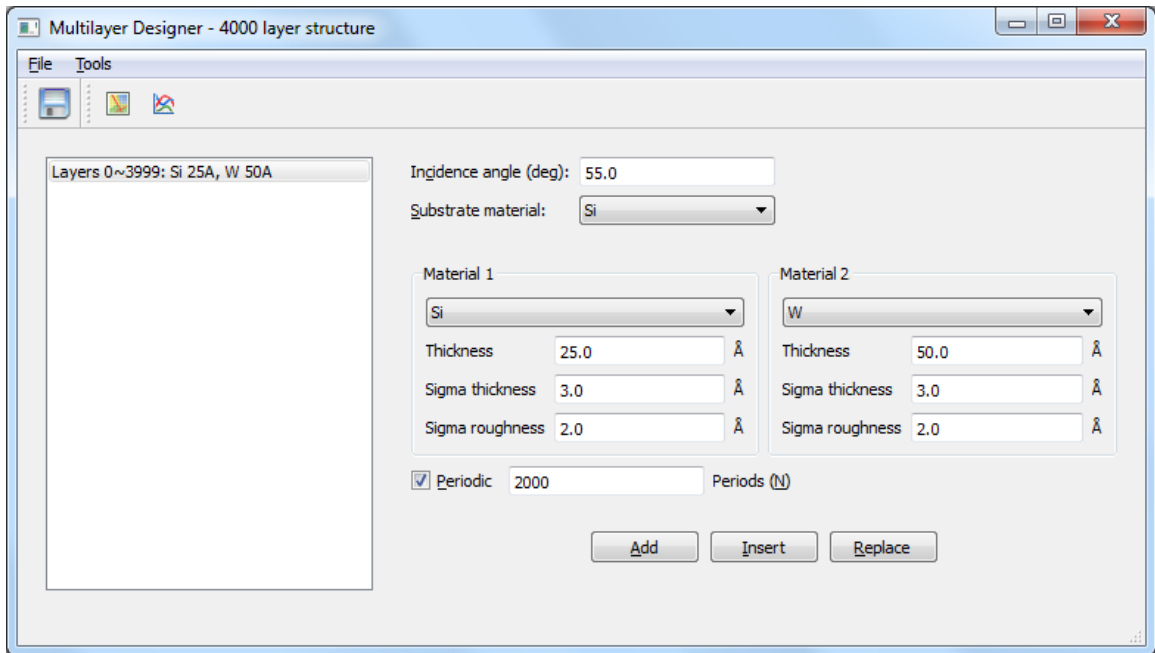 Multilayer Designer - 4000 layer structure
File Tools
Layers 0~3999: Si 25A, W 50A
Incidence angle (deg): 55.0
Substrate material: Si
Material 1 Material 2
Si W
Thickness 25.0 Å Thickness 50.0 Å
Sigma thickness 3.0 Å Sigma thickness 3.0 Å
Sigma roughness 2.0 Å Sigma roughness 2.0 Å
Periodic 2000 Periods (N)
Add Insert Replace